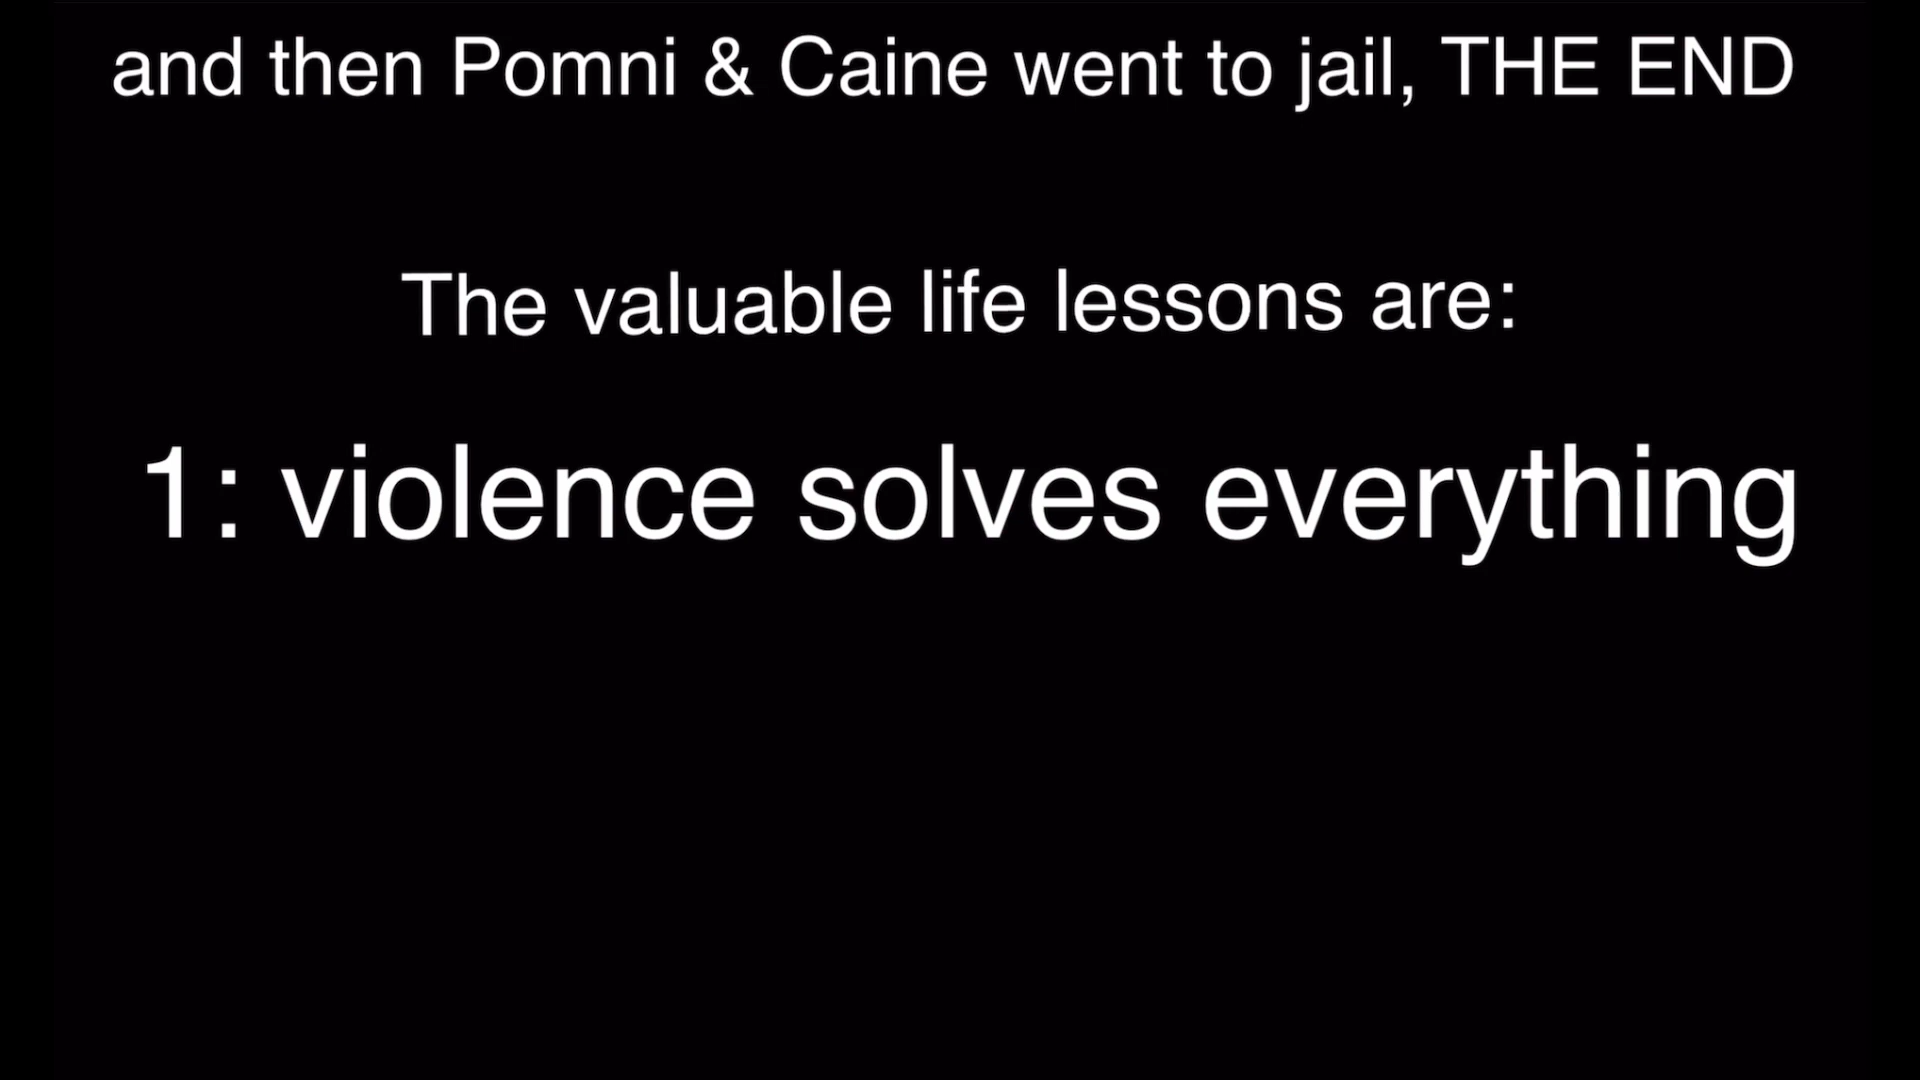 and then Pomni & Caine went to jail, THE END
The valuable life lessons are:
1: violence solves everything